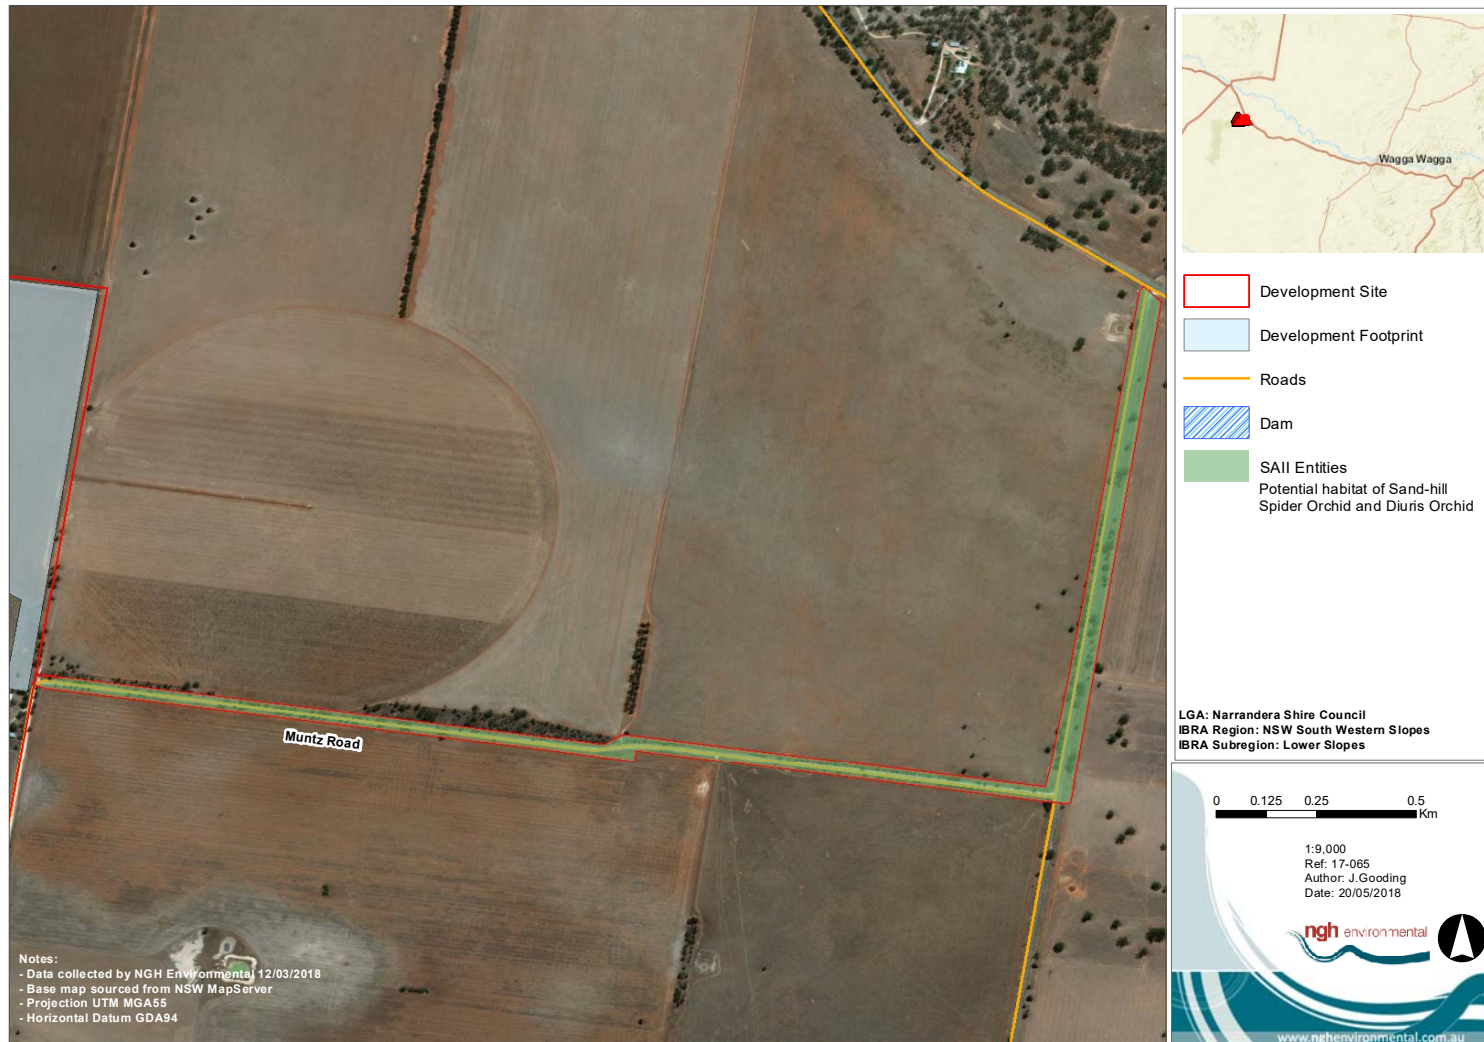 Muntz Road
Notes:
- Data collected by NGH Environmental 12/03/2018
- Base map sourced from NSW MapServer
- Projection UTM MGA55
- Horizontal Datum GDA94
Wagga Wagga
Development Site
Development Footprint
Roads
Dam
SAII Entities
Potential habitat of Sand-hill
Spider Orchid and Diuris Orchid
LGA: Narrandera Shire Council
IBRA Region: NSW South Western Slopes
IBRA Subregion: Lower Slopes
0 0.125 0.25 0.5
Km
1:9,000
Ref: 17-065
Author: J.Gooding
Date: 20/05/2018
ngh environmental
www.nghenvironmental.com.au